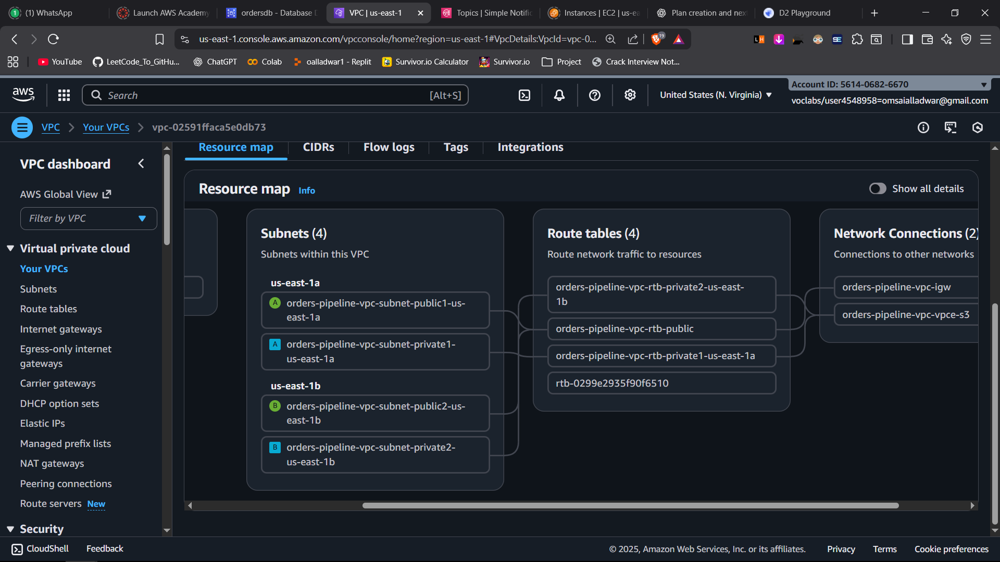 (1) WhatsApp
Launch AWS Academy
ordersdb - Database D
VPC | us-east-1
Topics | Simple Notific
Instances | EC2 | us-ea
Plan creation and next
D2 Playground
us-east-1.console.aws.amazon.com/vpcconsole/home?region=us-east-1#VpcDetails:VpcId=vpc-0...
19
YouTube
LeetCode_To_GitHu...
ChatGPT
Colab
oalladwar1 - Replit
Survivor.io Calculator
Survivor.io
Project
Crack Interview Not...
aws
Search
[Alt+S]
United States (N. Virginia)
Account ID: 5614-0682-6670
voclabs/user4548958=omsaialladwar@gmail.com
VPC
Your VPCs
vpc-02591ffaca5e0db73
VPC dashboard
AWS Global View
Filter by VPC
Virtual private cloud
Your VPCs
Subnets
Route tables
Internet gateways
Egress-only internet
gateways
Carrier gateways
DHCP option sets
Elastic IPs
Managed prefix lists
NAT gateways
Peering connections
Route servers New
Security
Resource map
CIDRs
Flow logs
Tags
Integrations
Resource map Info
Show all details
Subnets (4)
Subnets within this VPC
us-east-1a
A orders-pipeline-vpc-subnet-public1-us-
east-1a
A orders-pipeline-vpc-subnet-private1-
us-east-1a
us-east-1b
B orders-pipeline-vpc-subnet-public2-us-
east-1b
B orders-pipeline-vpc-subnet-private2-
us-east-1b
Route tables (4)
Route network traffic to resources
orders-pipeline-vpc-rtb-private2-us-east-
1b
orders-pipeline-vpc-rtb-public
orders-pipeline-vpc-rtb-private1-us-east-1a
rtb-0299e2935f90f6510
Network Connections (2)
Connections to other networks
orders-pipeline-vpc-igw
orders-pipeline-vpc-vpce-s3
CloudShell
Feedback
© 2025, Amazon Web Services, Inc. or its affiliates.
Privacy
Terms
Cookie preferences